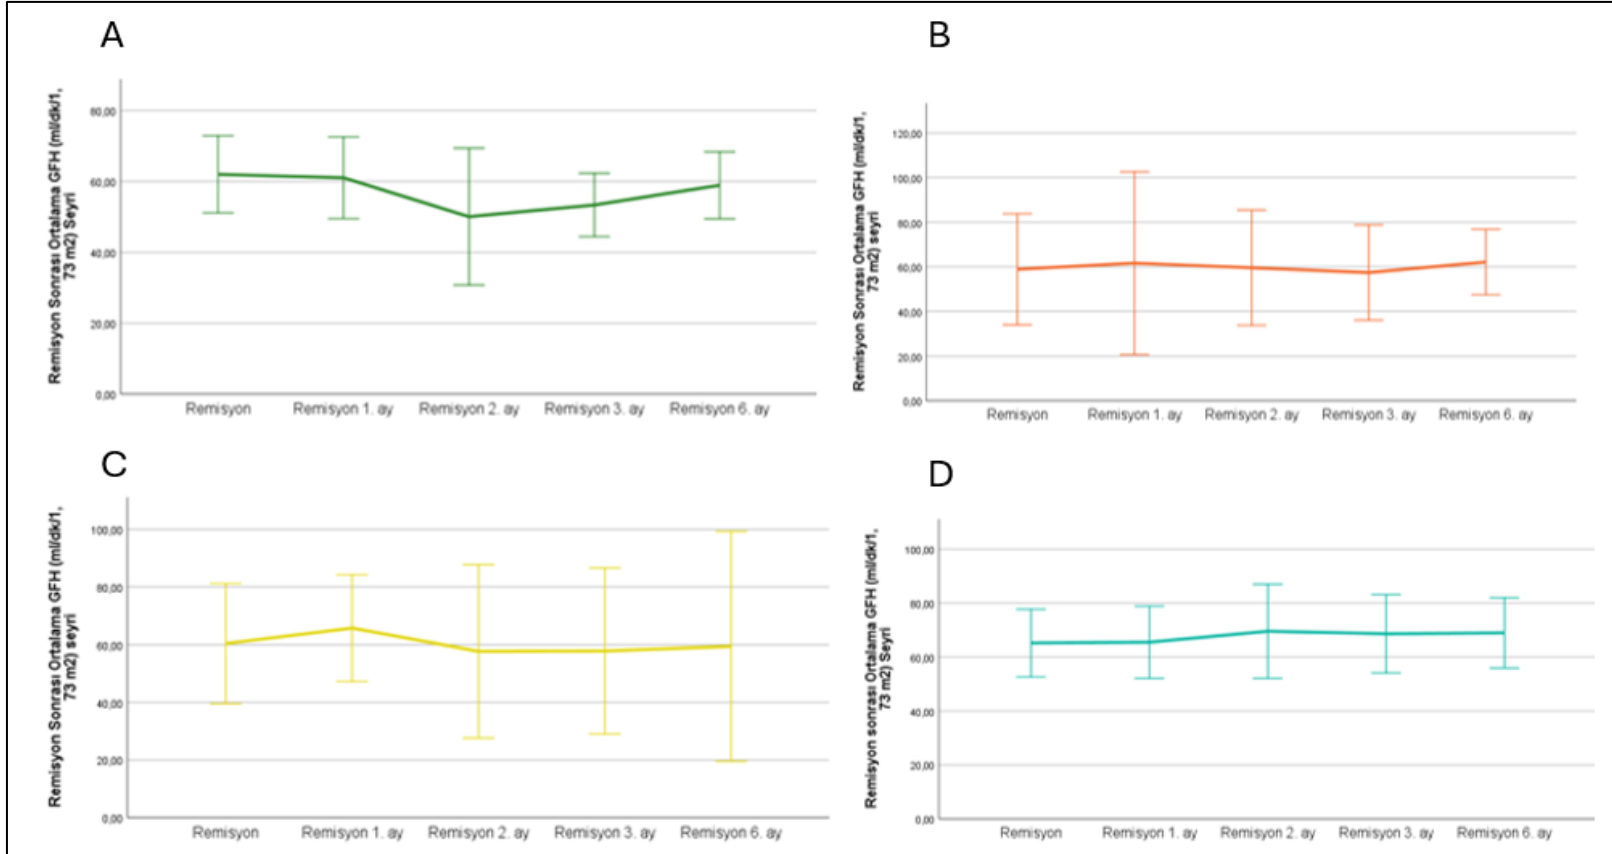 A
Remisyon Sonrası Ortalama GFH (ml/dk/1,
73 m2) Seyri
80,00
60,00
40,00
20,00
0,00
Remisyon Remisyon 1. ay Remisyon 2. ay Remisyon 3. ay Remisyon 6. ay
B
Remisyon Sonrası Ortalama GFH (ml/dk/1,
73 m2) seyri
120,00
100,00
80,00
60,00
40,00
20,00
0,00
Remisyon Remisyon 1. ay Remisyon 2. ay Remisyon 3. ay Remisyon 6. ay
C
Remisyon Sonrası Ortalama GFH (ml/dk/1,
73 m2) seyri
100,00
80,00
60,00
40,00
20,00
0,00
Remisyon Remisyon 1. ay Remisyon 2. ay Remisyon 3. ay Remisyon 6. ay
D
Remisyon sonrası Ortalama GFH (ml/dk/1,
73 m2) Seyri
100,00
80,00
60,00
40,00
20,00
0,00
Remisyon Remisyon 1. ay Remisyon 2. ay Remisyon 3. ay Remisyon 6. ay